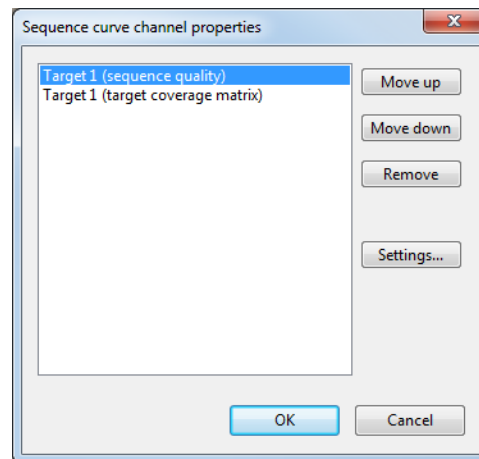 Sequence curve channel properties
Target 1 (sequence quality)
Target 1 (target coverage matrix)
Move up
Move down
Remove
Settings...
OK
Cancel